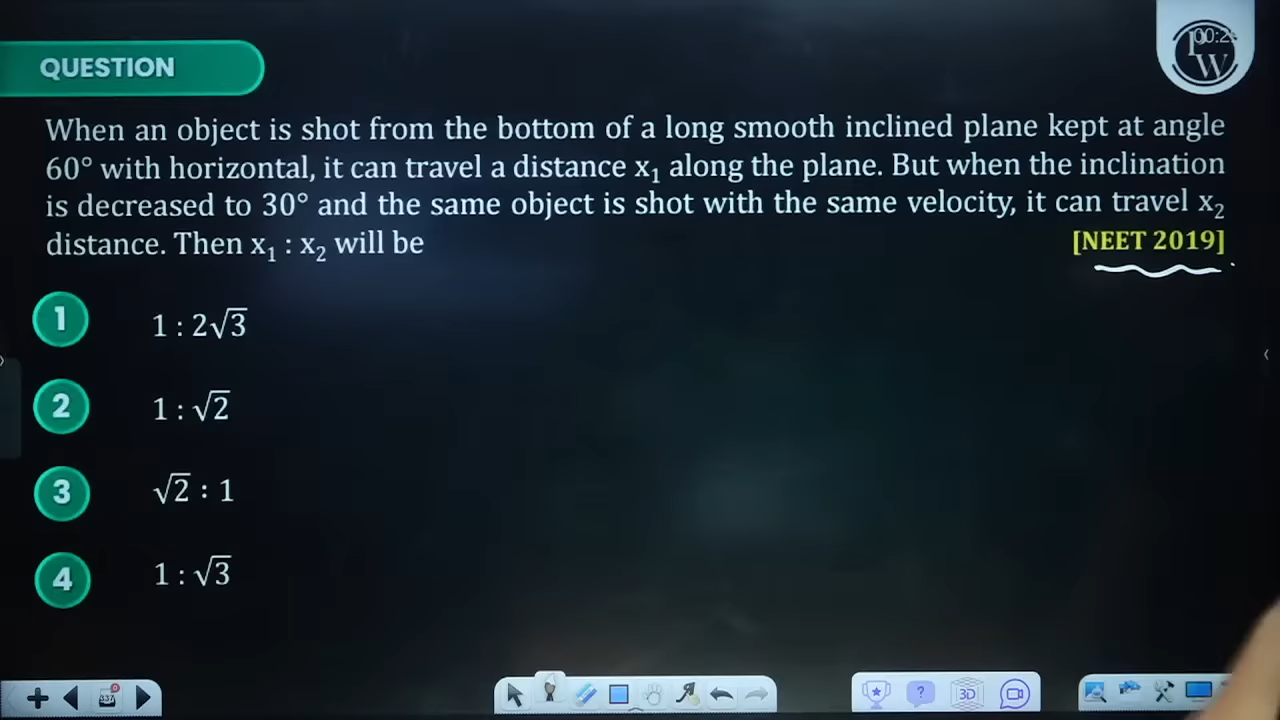 QUESTION
PW
When an object is shot from the bottom of a long smooth inclined plane kept at angle
60° with horizontal, it can travel a distance x₁ along the plane. But when the inclination
is decreased to 30° and the same object is shot with the same velocity, it can travel x₂
distance. Then x₁ : x₂ will be
[NEET 2019]
1 1 : 2√3
2 1 : √2
3 √2 : 1
4 1 : √3
337
? 3D